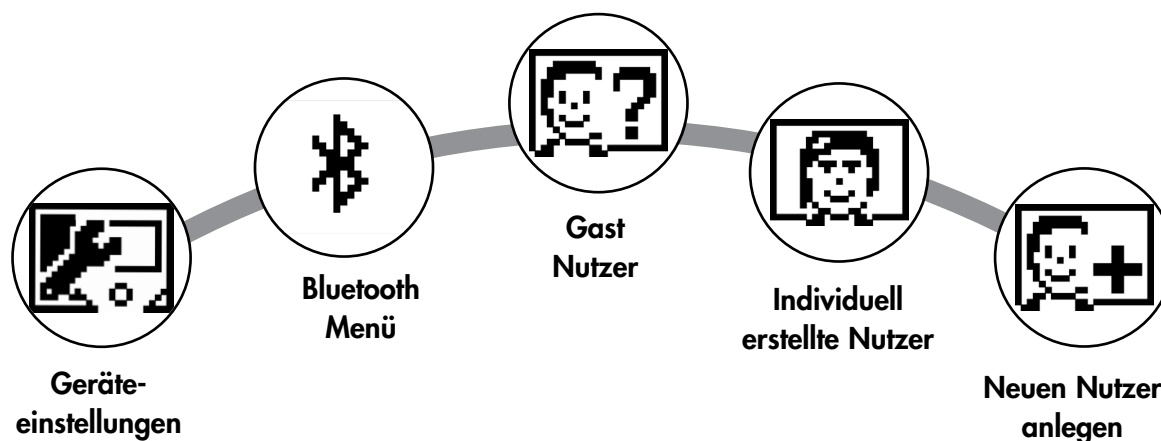 Geräte-
einstellungen
Bluetooth
Menü
Gast
Nutzer
Individuell
erstellte Nutzer
Neuen Nutzer
anlegen